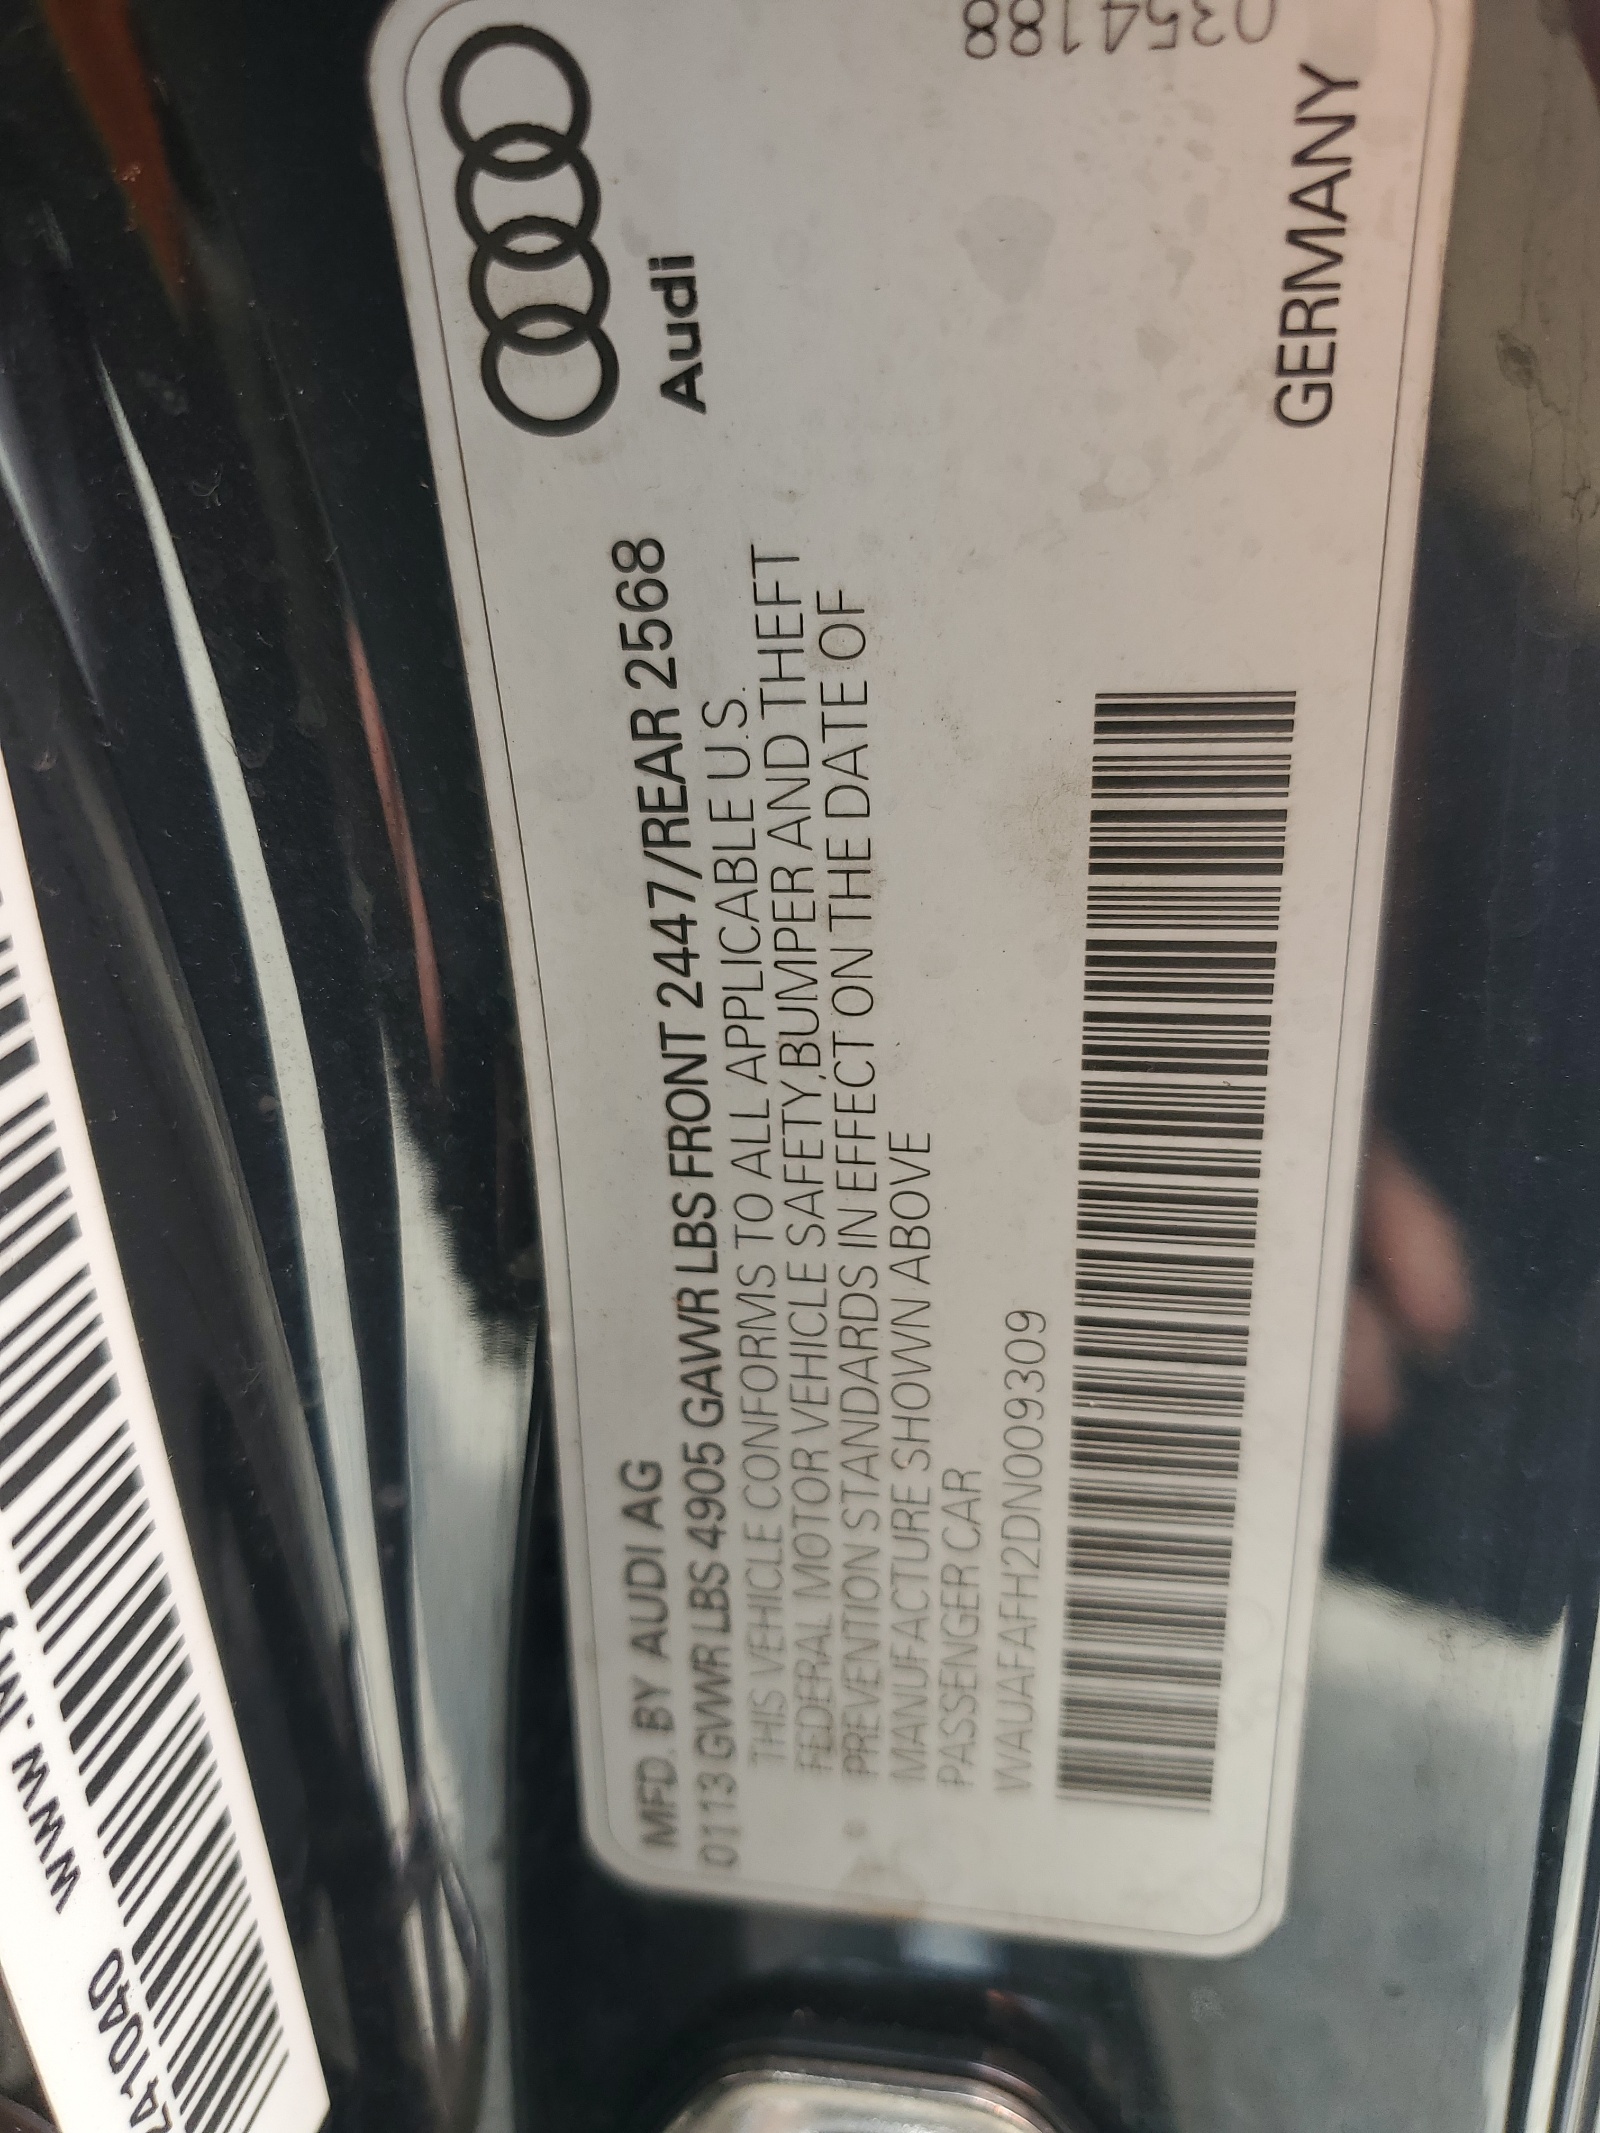 MFD. BY AUDI AG
0113 GVWR LBS 4905 GAWR LBS FRONT 2447/REAR 2568
THIS VEHICLE CONFORMS TO ALL APPLICABLE U.S.
FEDERAL MOTOR VEHICLE SAFETY,BUMPER AND THEFT
PREVENTION STANDARDS IN EFFECT ON THE DATE OF
MANUFACTURE SHOWN ABOVE
PASSENGER CAR
WAUAFAFH2DN009309
Audi
GERMANY
0354188
241040